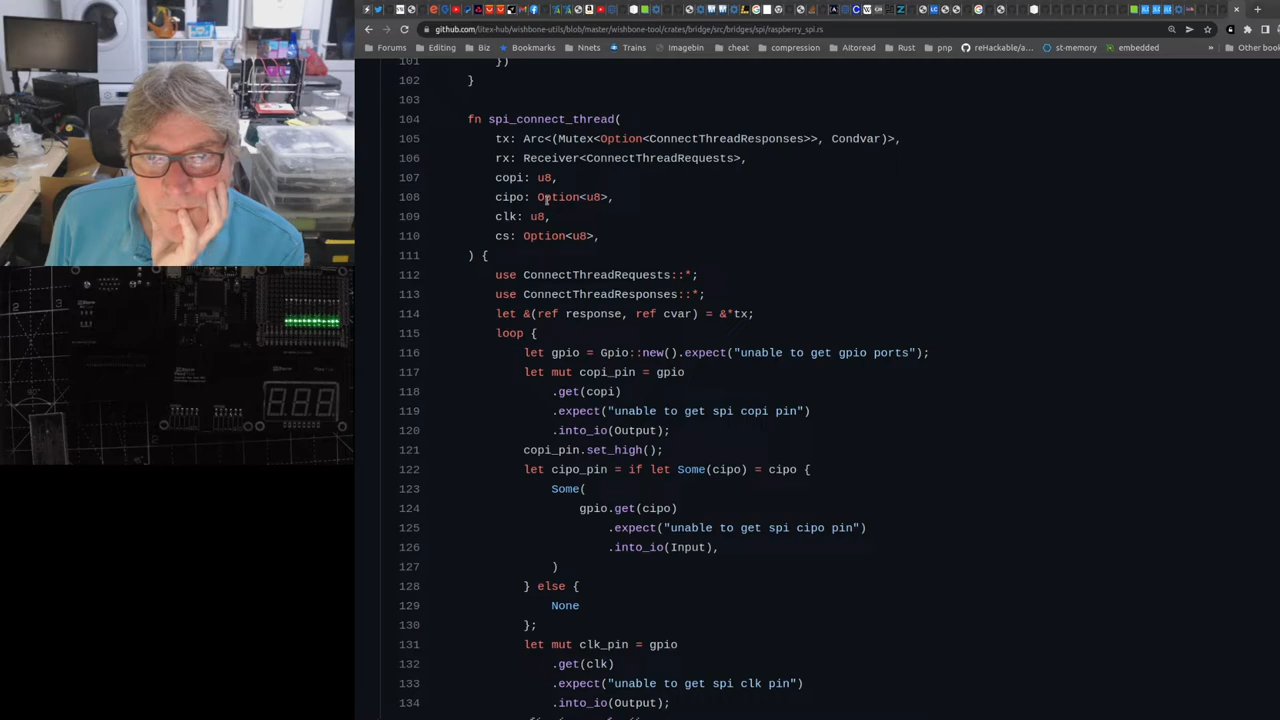 github.com/litex-hub/wishbone-utils/blob/master/wishbone-tool/crates/bridge/src/bridges/spi/raspberry_spi.rs
Forums Editing Biz Bookmarks Nnets Trains Imagebin cheat compression AItoread Rust pnp reHackable/a... st-memory embedded » Other book
101 })
102 }
103
104 fn spi_connect_thread(
105 tx: Arc<(Mutex<Option<ConnectThreadResponses>>, Condvar)>,
106 rx: Receiver<ConnectThreadRequests>,
107 copi: u8,
108 cipo: Option<u8>,
109 clk: u8,
110 cs: Option<u8>,
111 ) {
112 use ConnectThreadRequests::*;
113 use ConnectThreadResponses::*;
114 let &(ref response, ref cvar) = &*tx;
115 loop {
116 let gpio = Gpio::new().expect("unable to get gpio ports");
117 let mut copi_pin = gpio
118 .get(copi)
119 .expect("unable to get spi copi pin")
120 .into_io(Output);
121 copi_pin.set_high();
122 let cipo_pin = if let Some(cipo) = cipo {
123 Some(
124 gpio.get(cipo)
125 .expect("unable to get spi cipo pin")
126 .into_io(Input),
127 )
128 } else {
129 None
130 };
131 let mut clk_pin = gpio
132 .get(clk)
133 .expect("unable to get spi clk pin")
134 .into_io(Output);